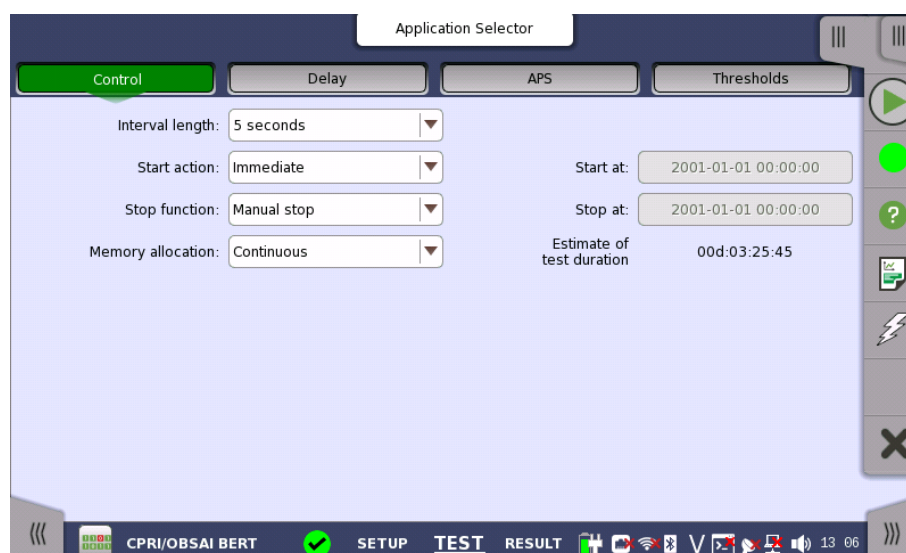 Application Selector
Control Delay APS Thresholds
Interval length: 5 seconds
Start action: Immediate Start at: 2001-01-01 00:00:00
Stop function: Manual stop Stop at: 2001-01-01 00:00:00
Memory allocation: Continuous Estimate of
test duration 00d:03:25:45
CPRI/OBSAI BERT SETUP TEST RESULT 13 06